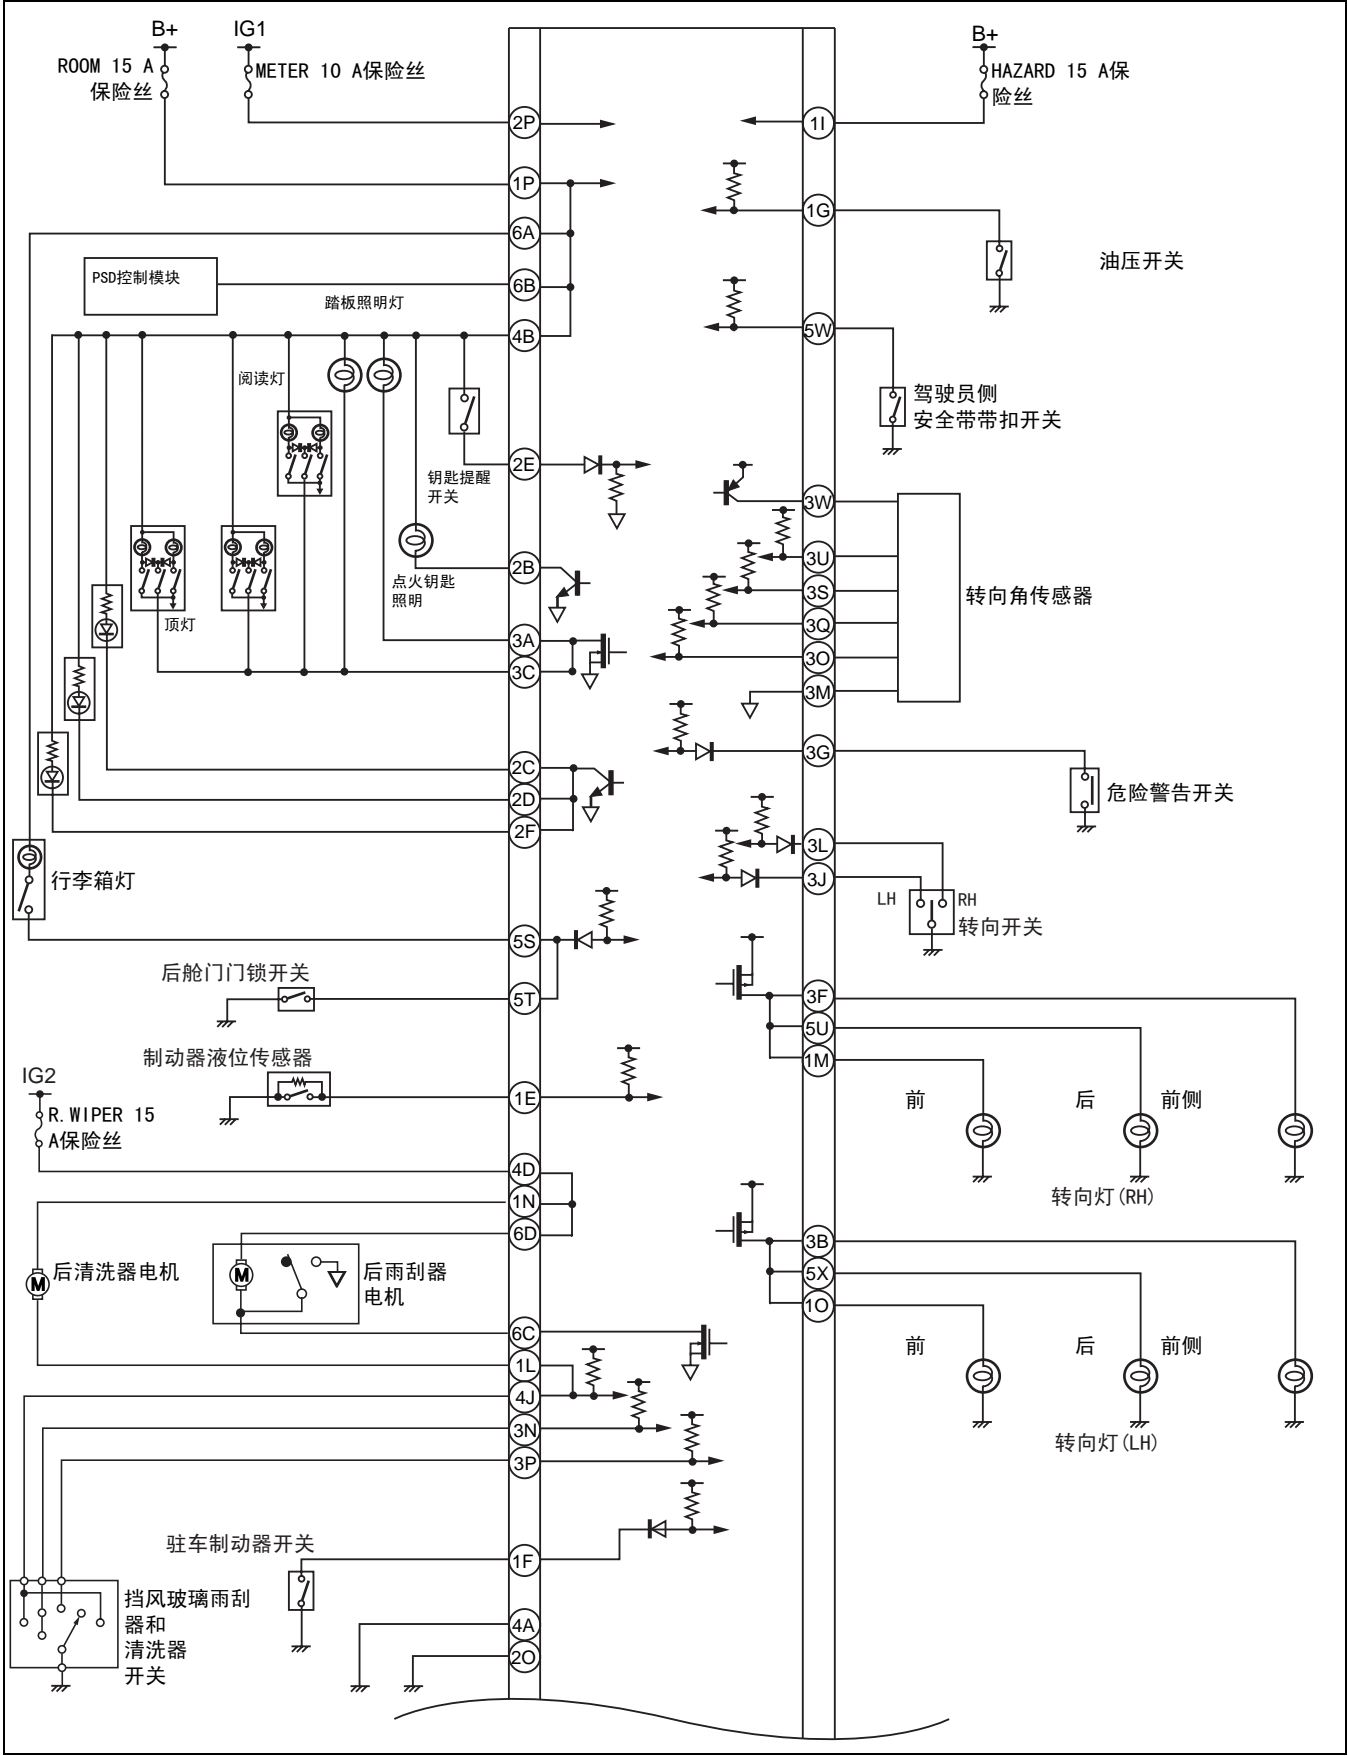 B+
IG1
B+
ROOM 15 A
保险丝
METER 10 A保险丝
HAZARD 15 A保
险丝
2P
1I
1P
1G
6A
油压开关
PSD控制模块
6B
踏板照明灯
4B
5W
阅读灯
驾驶员侧
安全带带扣开关
2E
钥匙提醒
开关
3W
3U
2B
点火钥匙
照明
3S
转向角传感器
顶灯
3Q
3A
3O
3C
3M
3G
2C
2D
危险警告开关
2F
3L
行李箱灯
3J
LH
RH
转向开关
5S
后舱门门锁开关
5T
3F
5U
制动器液位传感器
1M
IG2
R.WIPER 15
A保险丝
1E
前
后
前侧
4D
1N
转向灯(RH)
6D
3B
后清洗器电机
M
M
后雨刮器
电机
5X
1O
6C
前
后
前侧
1L
4J
3N
转向灯(LH)
3P
驻车制动器开关
1F
挡风玻璃雨刮
器和
清洗器
开关
4A
2O